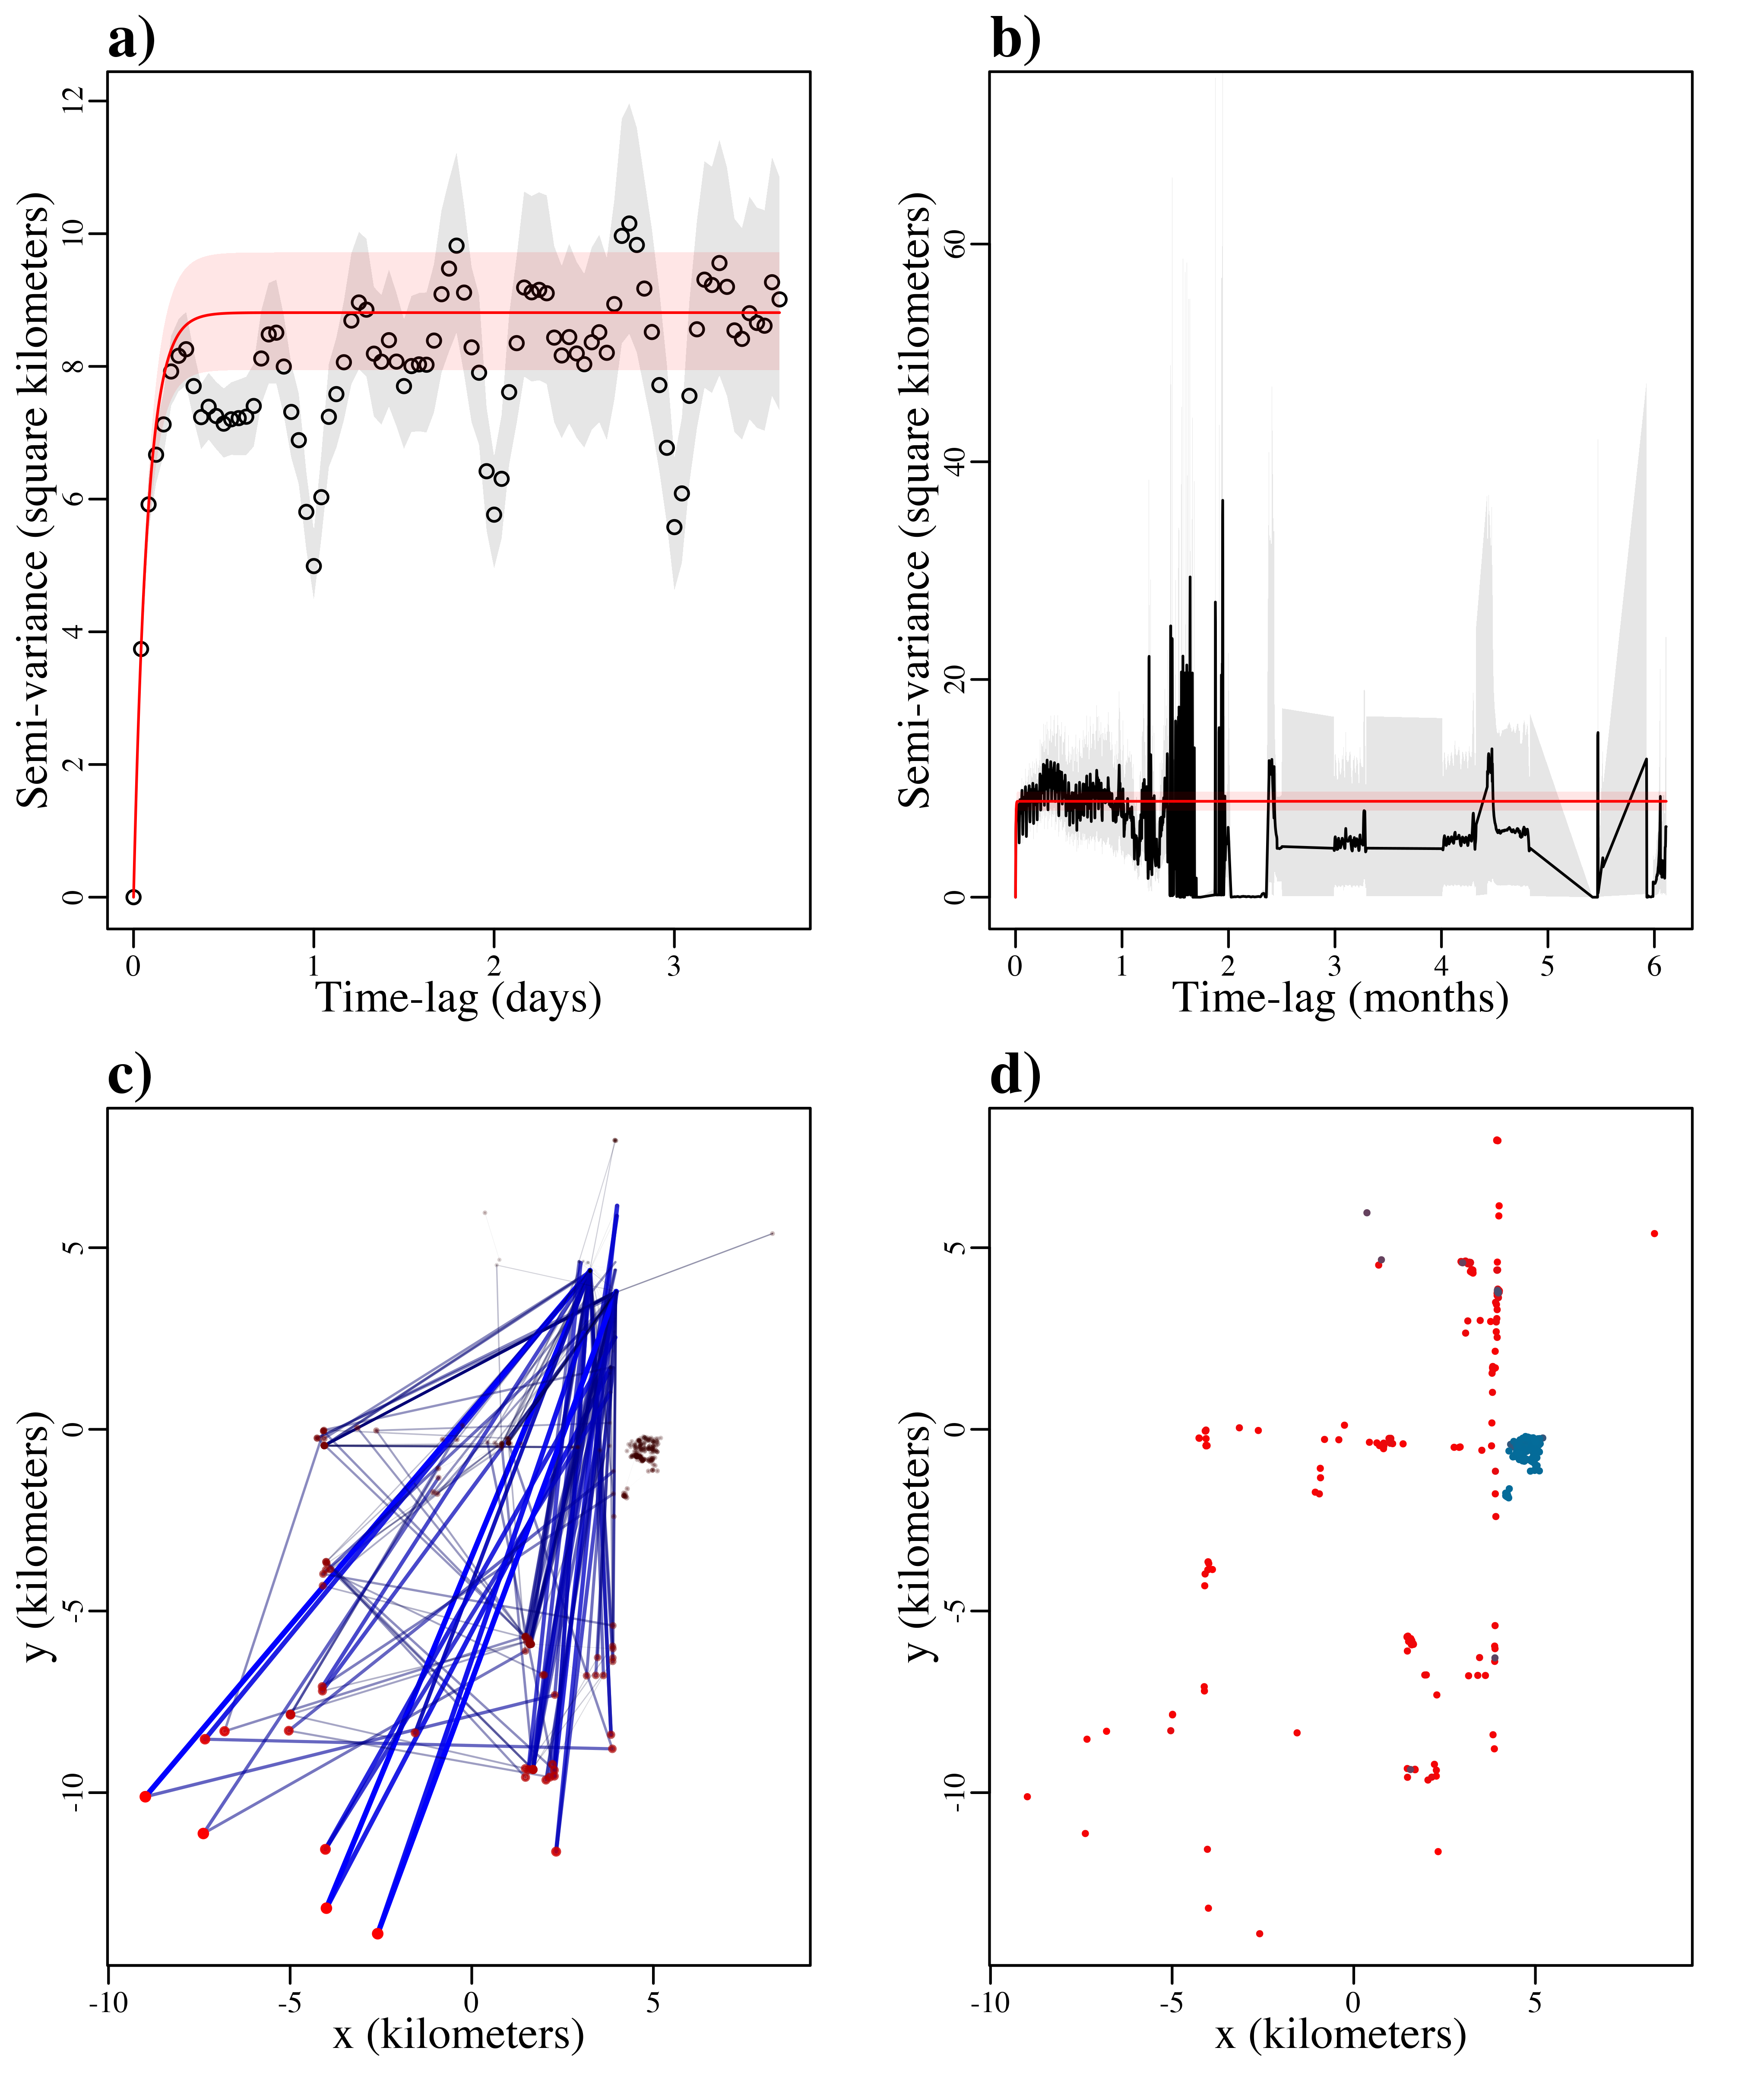 a)
Semi-variance (square kilometers)
0 2 4 6 8 10 12
0 1 2 3
Time-lag (days)
b)
Semi-variance (square kilometers)
0 20 40 60
0 1 2 3 4 5 6
Time-lag (months)
c)
y (kilometers)
-10 -5 0 5
-10 -5 0 5
x (kilometers)
d)
y (kilometers)
-10 -5 0 5
-10 -5 0 5
x (kilometers)